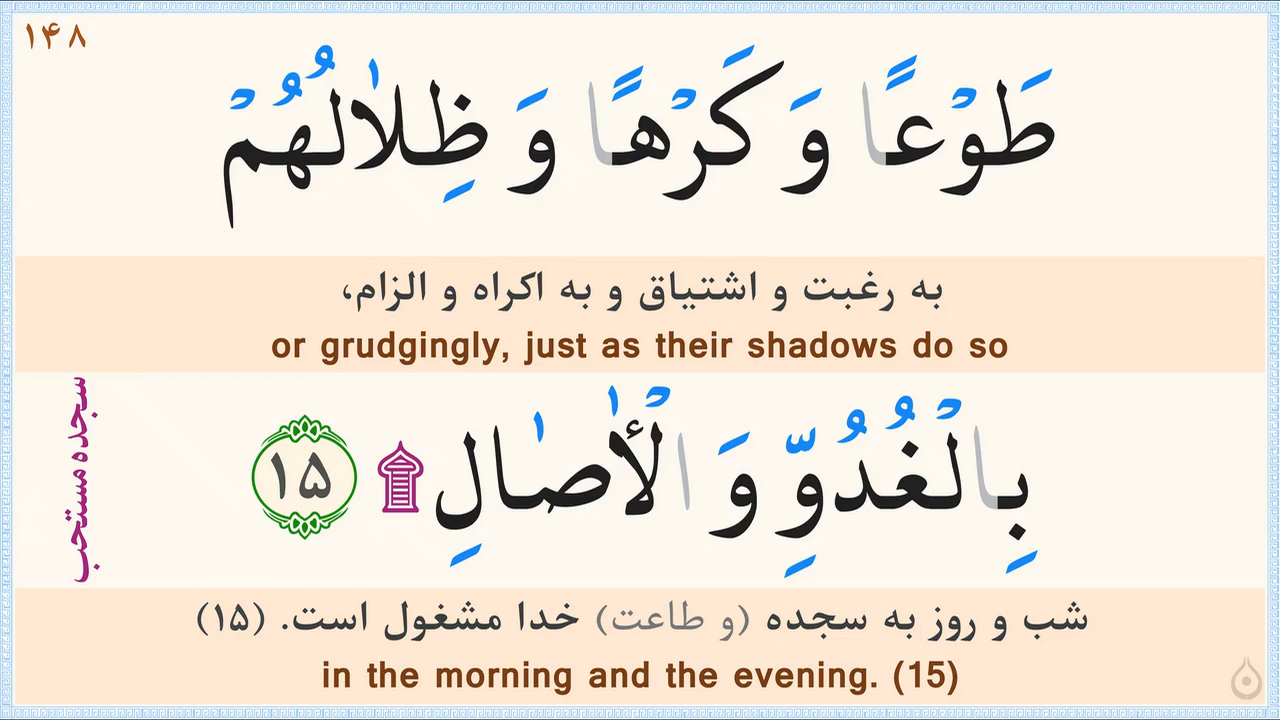 ۱۴۸
طَوْعًا وَ كَرْهًا وَ ظِلاٰلُهُمْ
به رغبت و اشتیاق و به اکراه و الزام،
or grudgingly, just as their shadows do so
بِالْغُدُوِّ وَ الْأٰصٰالِ ۩ ۱۵
سجده مستحب
شب و روز به سجده (و طاعت) خدا مشغول است. (۱۵)
in the morning and the evening. (15)